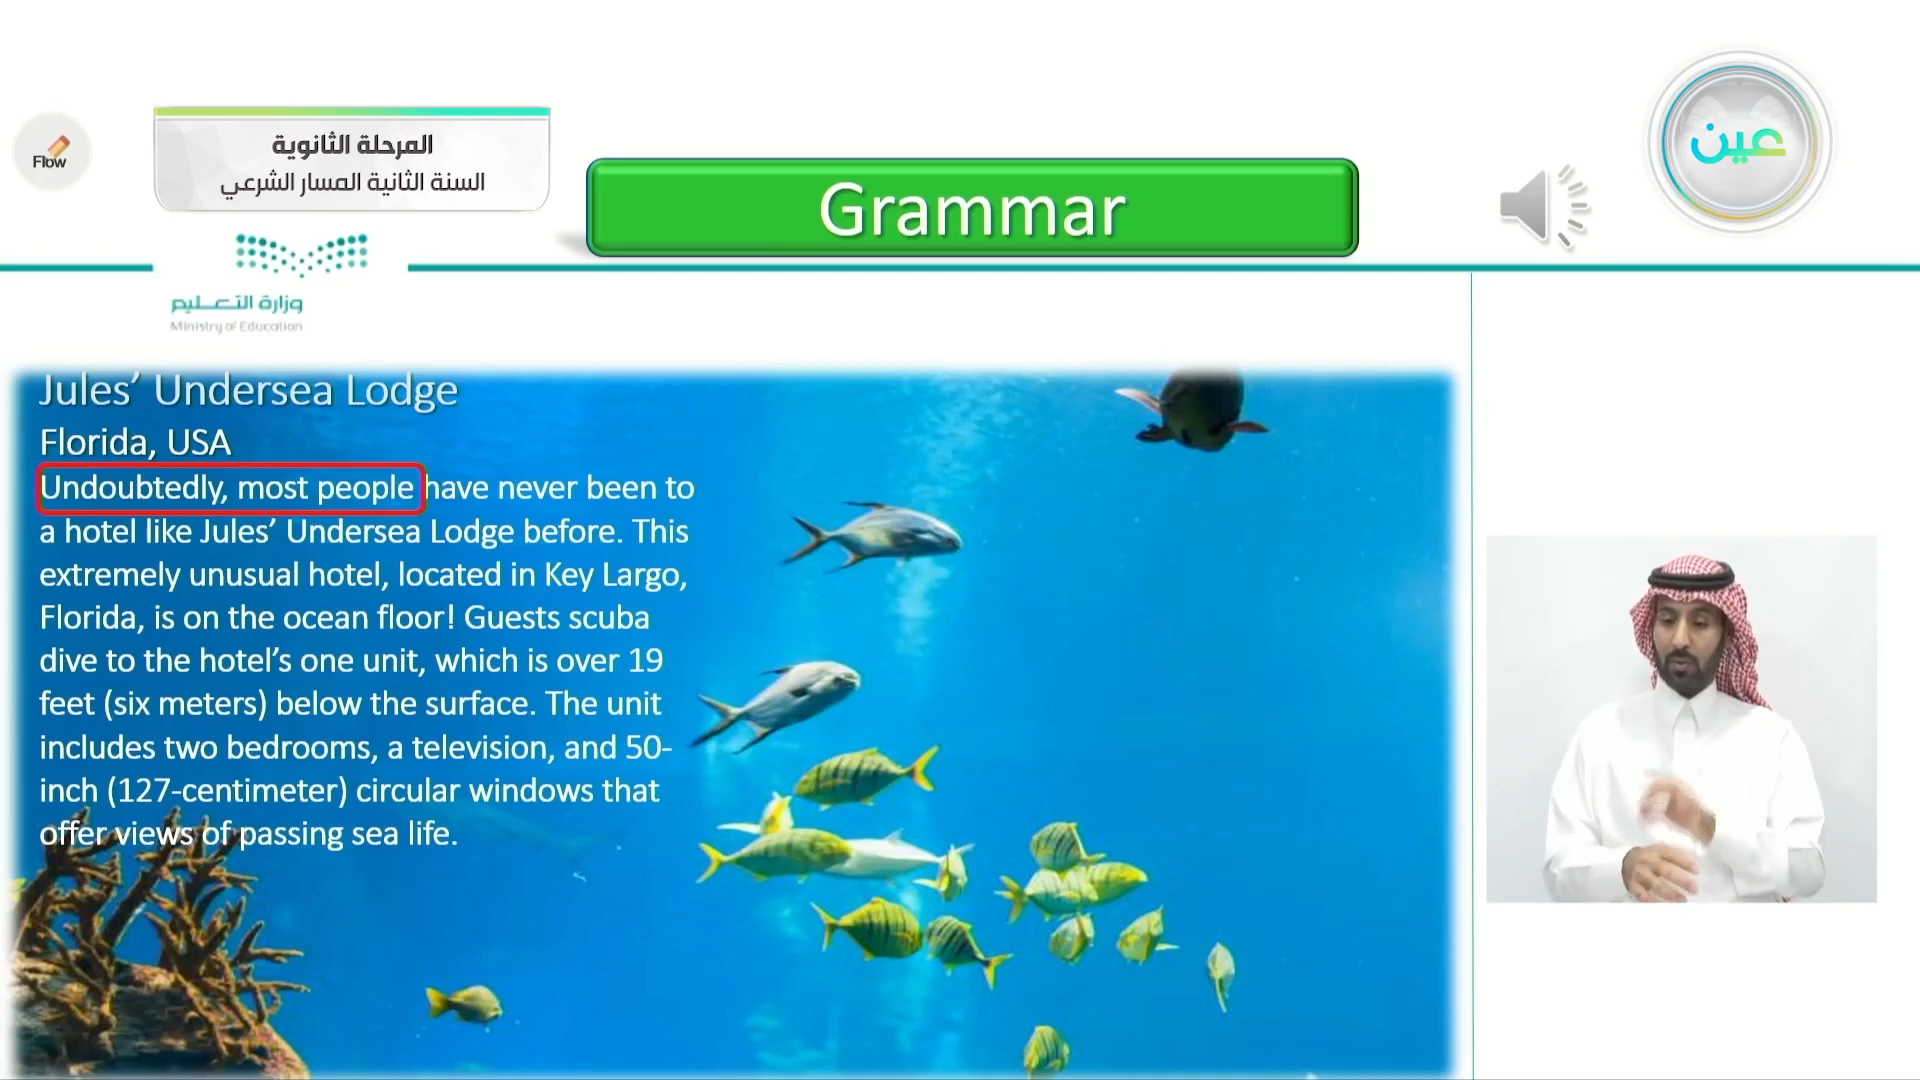 Flow
المرحلة الثانوية
السنة الثانية المسار الشرعي
Grammar
عين
وزارة التعليم
Ministry of Education
Jules’ Undersea Lodge
Florida, USA
Undoubtedly, most people have never been to
a hotel like Jules’ Undersea Lodge before. This
extremely unusual hotel, located in Key Largo,
Florida, is on the ocean floor! Guests scuba
dive to the hotel’s one unit, which is over 19
feet (six meters) below the surface. The unit
includes two bedrooms, a television, and 50-
inch (127-centimeter) circular windows that
offer views of passing sea life.